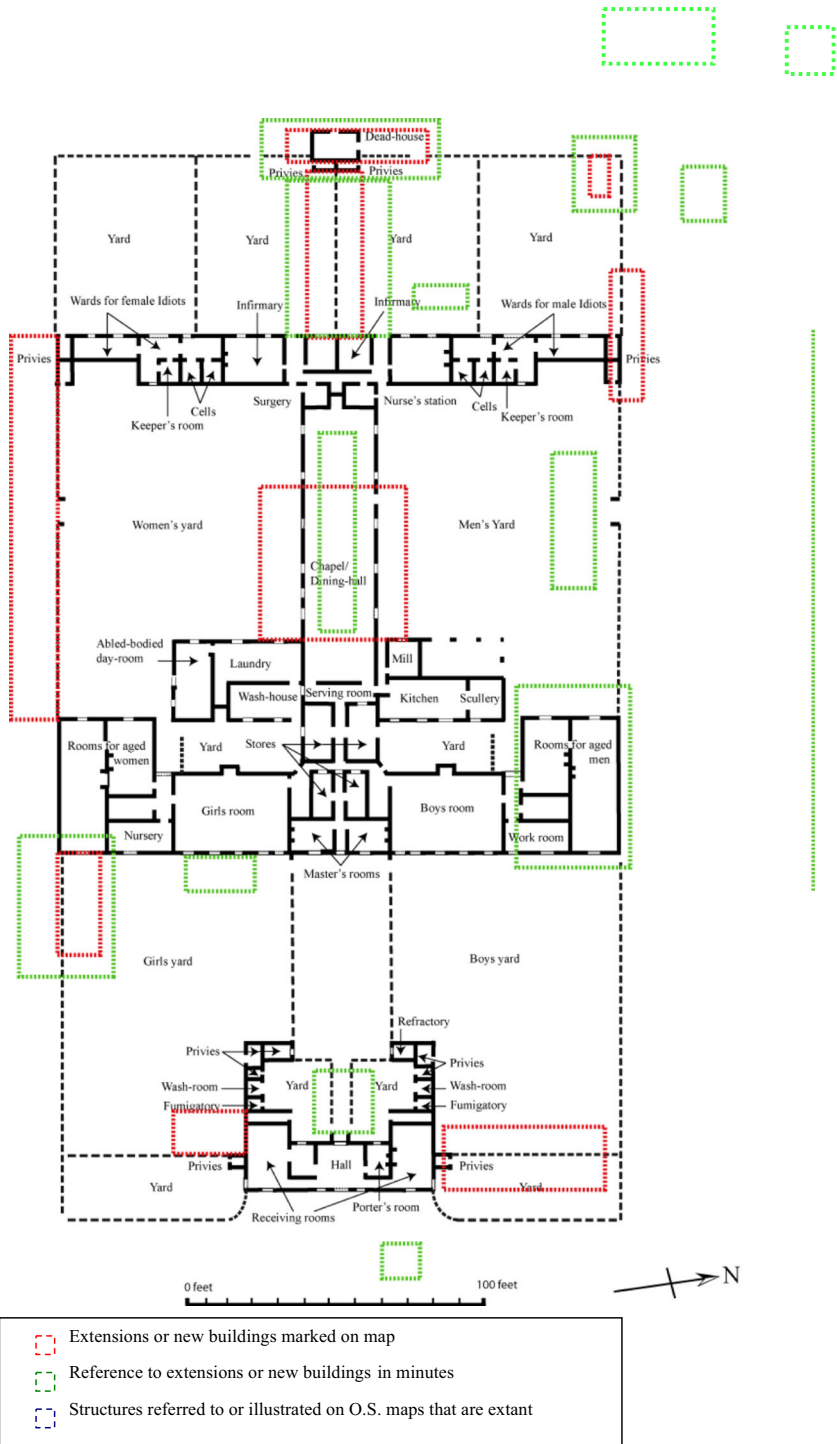 Dead-house
Privies
Privies
Yard
Yard
Yard
Yard
Wards for female Idiots
Infirmary
Infirmary
Wards for male Idiots
Privies
Privies
Surgery
Nurse's station
Cells
Keeper's room
Cells
Keeper's room
Women's yard
Men's Yard
Chapel/
Dining-hall
Abled-bodied
day-room
Laundry
Mill
Wash-house
Serving room
Kitchen
Scullery
Rooms for aged
women
Yard
Stores
Yard
Rooms for aged
men
Girls room
Boys room
Nursery
Work room
Master's rooms
Girls yard
Boys yard
Refractory
Privies
Privies
Wash-room
Yard
Yard
Wash-room
Fumigatory
Fumigatory
Privies
Hall
Privies
Yard
Yard
Receiving rooms
Porter's room
0 feet
100 feet
N
Extensions or new buildings marked on map
Reference to extensions or new buildings in minutes
Structures referred to or illustrated on O.S. maps that are extant